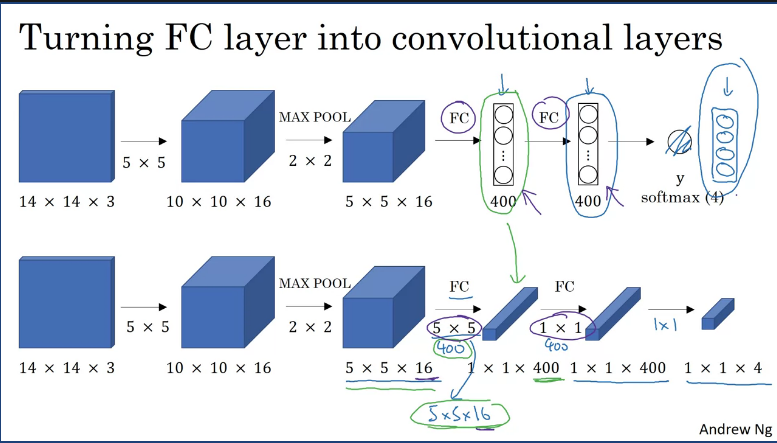 Turning FC layer into convolutional layers
MAX POOL
FC
FC
5 × 5
2 × 2
⋮
⋮
y
14 × 14 × 3
10 × 10 × 16
5 × 5 × 16
400
400
softmax (4)
MAX POOL
FC
FC
5 × 5
2 × 2
5 × 5
1 × 1
1×1
400
400
14 × 14 × 3
10 × 10 × 16
5 × 5 × 16
1 × 1 × 400
1 × 1 × 400
1 × 1 × 4
5×5×16
Andrew Ng